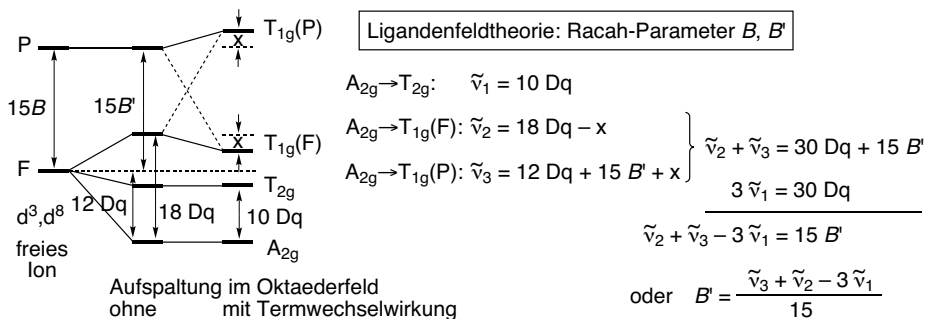 P
15B
F
d³,d⁸
freies
Ion
15B'
12 Dq
18 Dq
x
T₁g(P)
x
T₁g(F)
T₂g
10 Dq
A₂g
Aufspaltung im Oktaederfeld
ohne mit Termwechselwirkung
Ligandenfeldtheorie: Racah-Parameter B, B'
A₂g→T₂g: ν̃₁ = 10 Dq
A₂g→T₁g(F): ν̃₂ = 18 Dq – x
A₂g→T₁g(P): ν̃₃ = 12 Dq + 15 B' + x
ν̃₂ + ν̃₃ = 30 Dq + 15 B'
3 ν̃₁ = 30 Dq
ν̃₂ + ν̃₃ – 3 ν̃₁ = 15 B'
oder B' = ν̃₃ + ν̃₂ – 3 ν̃₁
15